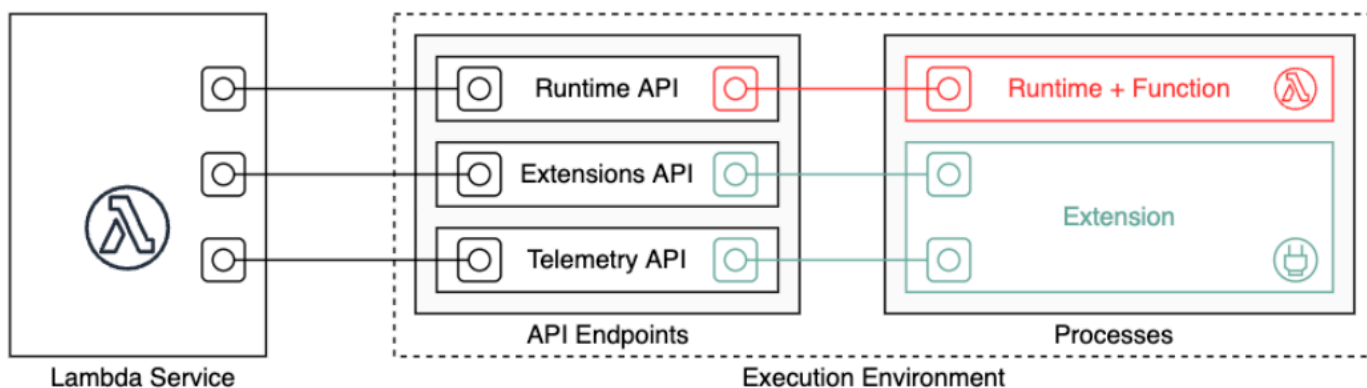 Runtime API
Runtime + Function
Extensions API
Extension
Telemetry API
API Endpoints
Processes
Lambda Service
Execution Environment